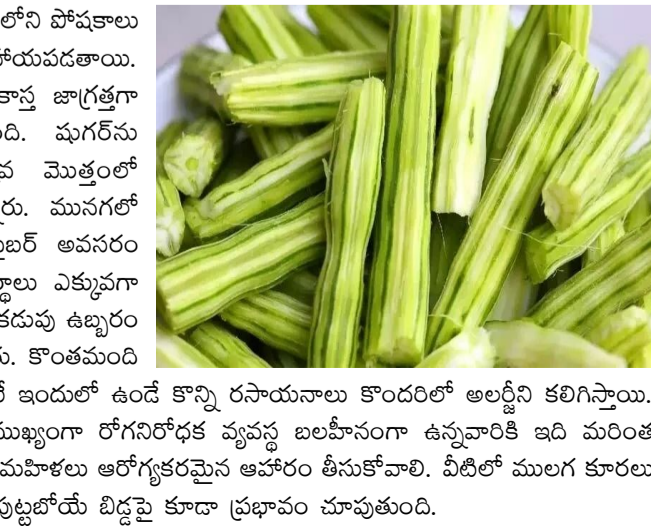 లోని పోషకాలు
హాయపడతాయి.
కాస్త జాగ్రత్తగా
ంది. షుగర్‌ను
వ మొత్తంలో
రు. మునగలో
ఫైబర్ అవసరం
ర్థాలు ఎక్కువగా
కడుపు ఉబ్బరం
రు. కొంతమంది
ఇందులో ఉండే కొన్ని రసాయనాలు కొందరిలో అలర్జీని కలిగిస్తాయి.
ముఖ్యంగా రోగనిరోధక వ్యవస్థ బలహీనంగా ఉన్నవారికి ఇది మరింత
మహిళలు ఆరోగ్యకరమైన ఆహారం తీసుకోవాలి. వీటిలో ములగ కూరలు
పుట్టబోయే బిడ్డపై కూడా ప్రభావం చూపుతుంది.